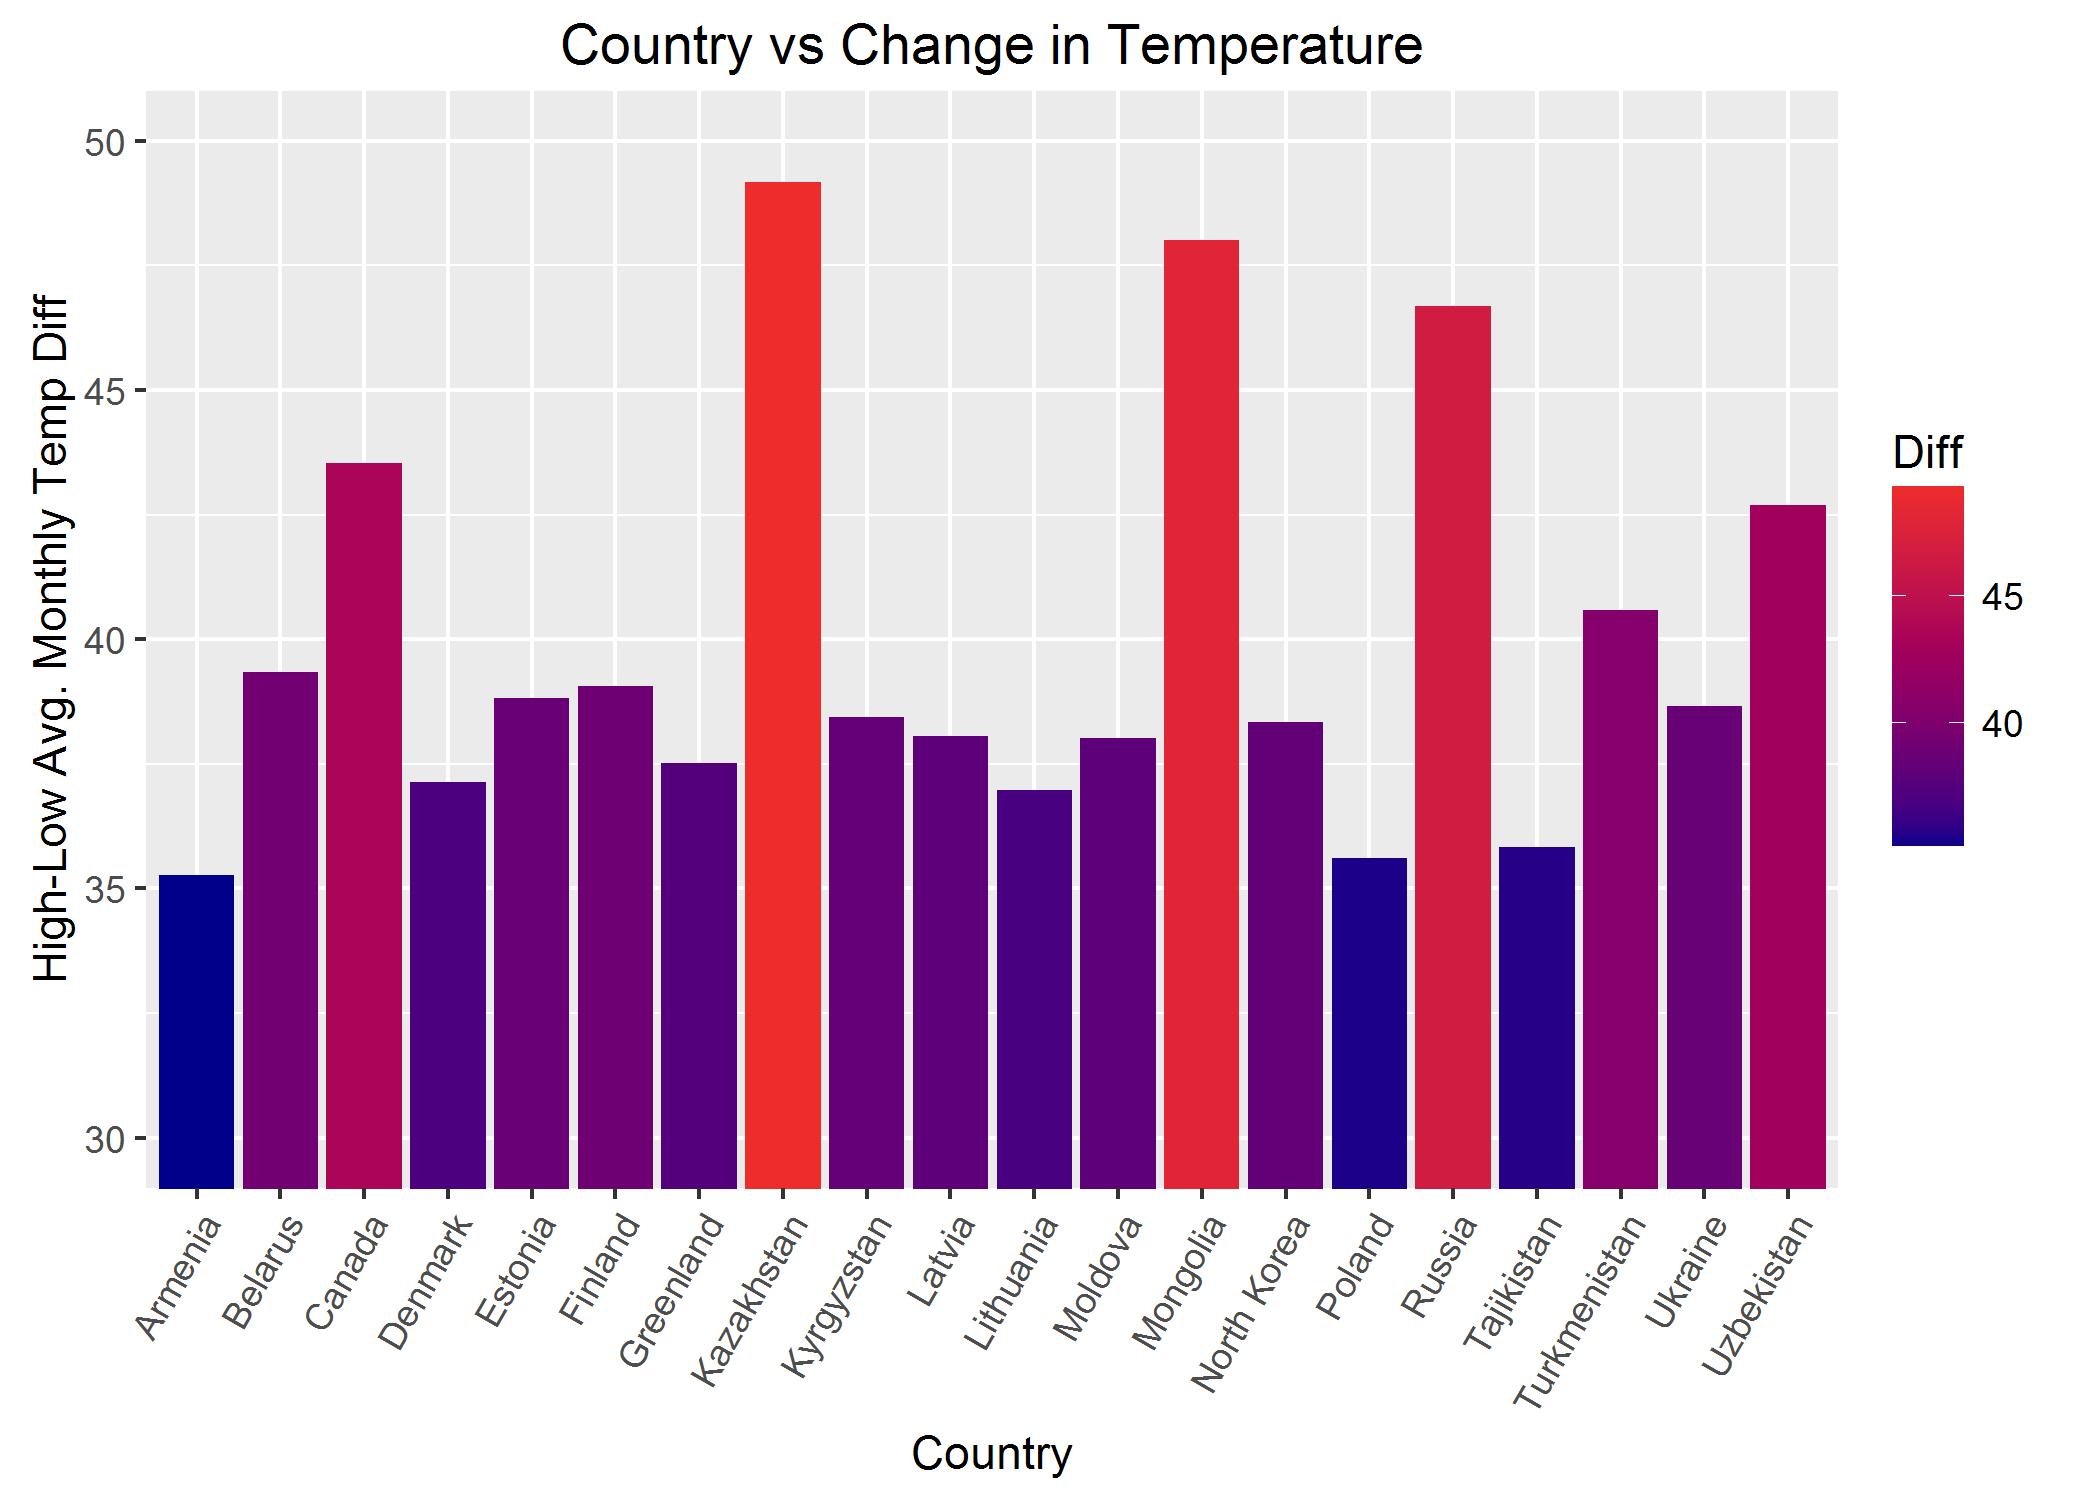 Country vs Change in Temperature
High-Low Avg. Monthly Temp Diff
50
45
40
35
30
Armenia
Belarus
Canada
Denmark
Estonia
Finland
Greenland
Kazakhstan
Kyrgyzstan
Latvia
Lithuania
Moldova
Mongolia
North Korea
Poland
Russia
Tajikistan
Turkmenistan
Ukraine
Uzbekistan
Country
Diff
45
40